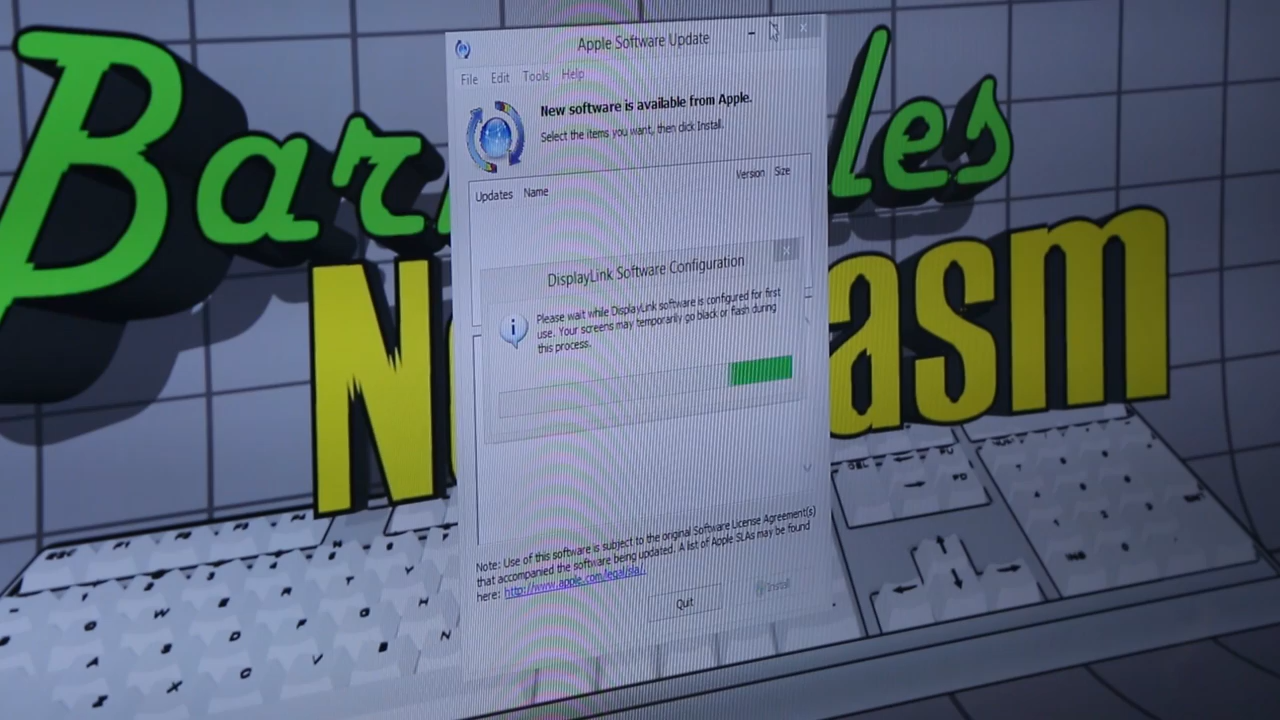 Apple Software Update
File Edit Tools Help
New software is available from Apple.
Select the items you want, then click Install.
Updates Name Version Size
DisplayLink Software Configuration
Please wait while DisplayLink software is configured for first
use. Your screens may temporarily go black or flash during
this process.
Note: Use of this software is subject to the original Software License Agreement(s)
that accompanied the software being updated. A list of Apple SLAs may be found
here: http://www.apple.com/legal/sla/.
Quit Install